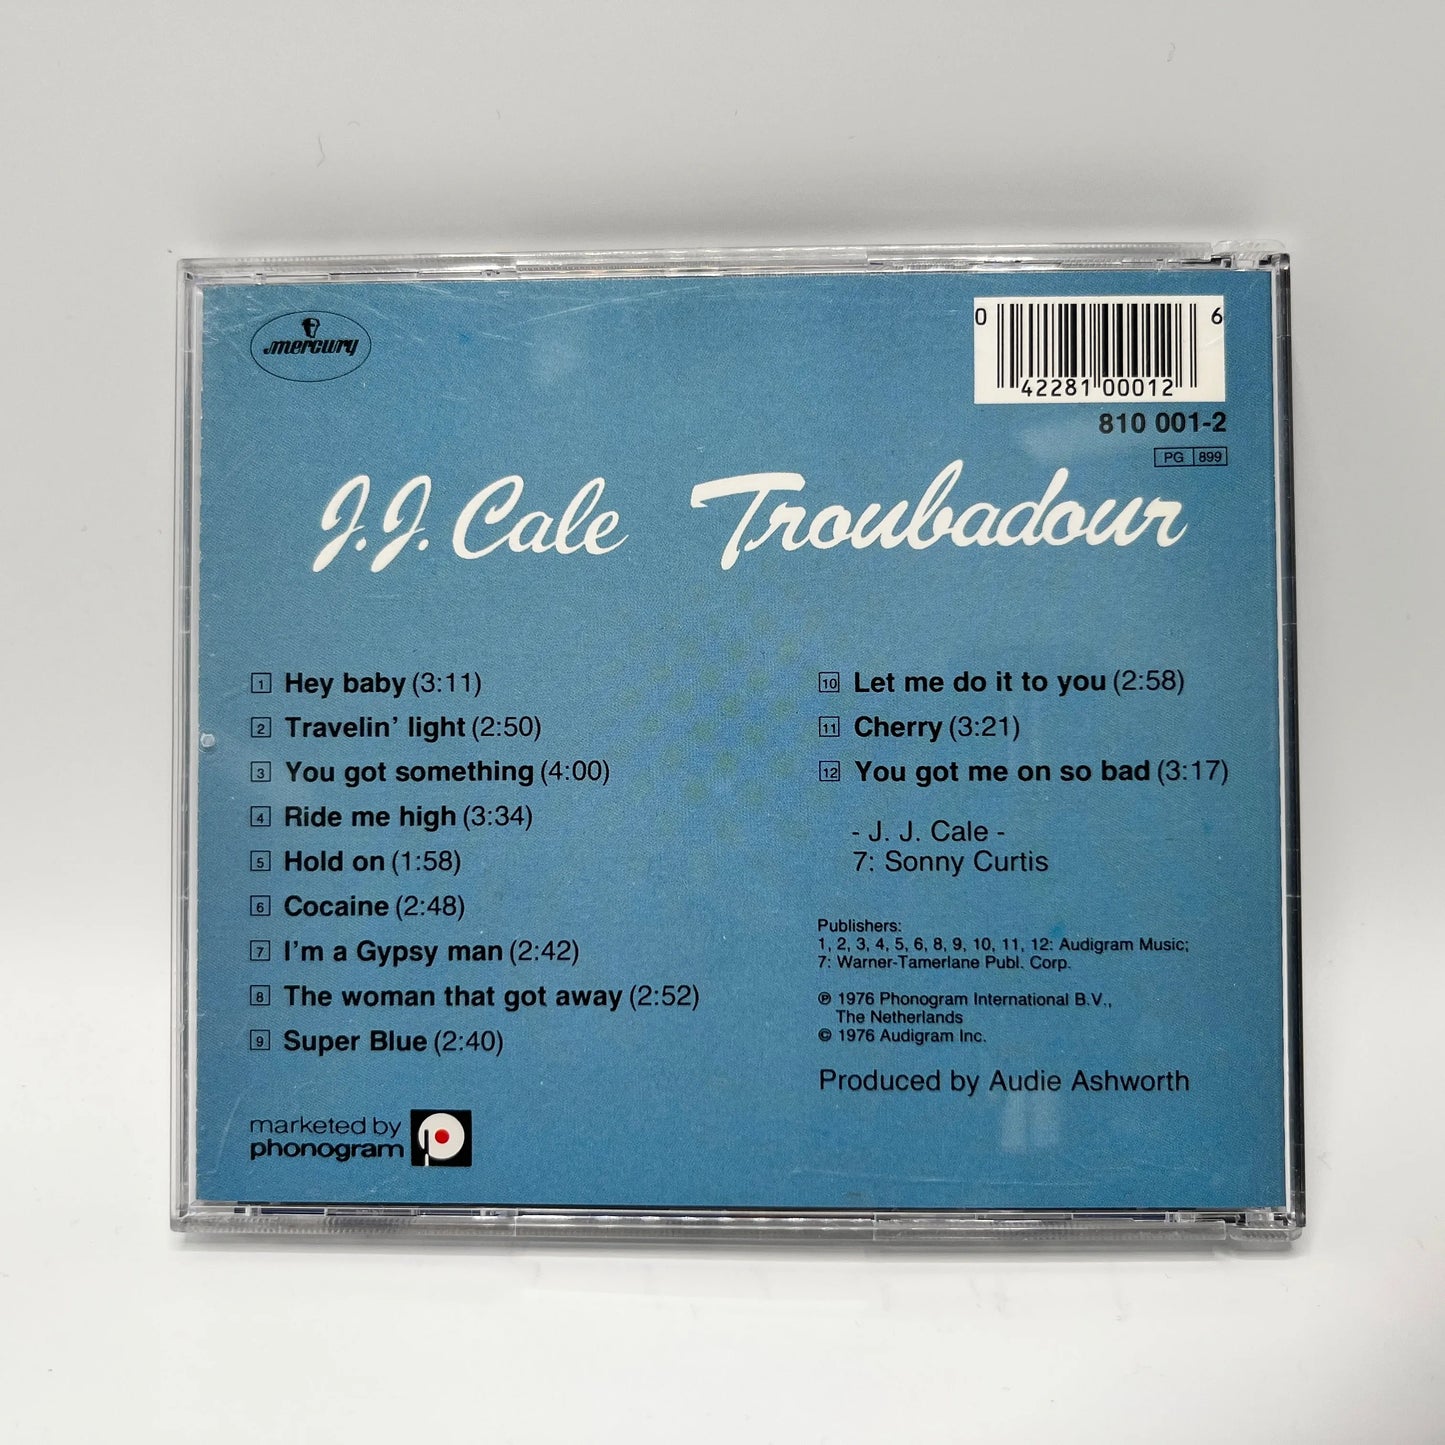 mercury
0 42281 00012 6
810 001-2
PG 899
J.J. Cale Troubadour
1 Hey baby (3:11)
2 Travelin' light (2:50)
3 You got something (4:00)
4 Ride me high (3:34)
5 Hold on (1:58)
6 Cocaine (2:48)
7 I'm a Gypsy man (2:42)
8 The woman that got away (2:52)
9 Super Blue (2:40)
10 Let me do it to you (2:58)
11 Cherry (3:21)
12 You got me on so bad (3:17)
- J. J. Cale -
7: Sonny Curtis
Publishers:
1, 2, 3, 4, 5, 6, 8, 9, 10, 11, 12: Audigram Music;
7: Warner-Tamerlane Publ. Corp.
℗ 1976 Phonogram International B.V.,
The Netherlands
© 1976 Audigram Inc.
Produced by Audie Ashworth
marketed by
phonogram